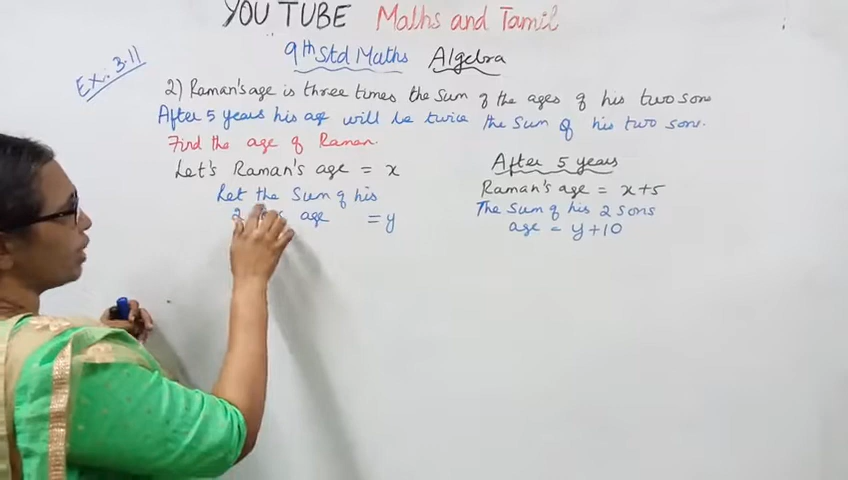 YOU TUBE Maths and Tamil
9th Std Maths Algebra
Ex: 3.11
2) Raman's age is three times the sum of the ages of his two sons
After 5 years his age will be twice the sum of his two sons.
Find the age of Raman.
Let's Raman's age = x
Let the Sum of his
2 age = y
After 5 years
Raman's age = x+5
The Sum of his 2 sons
age = y+10